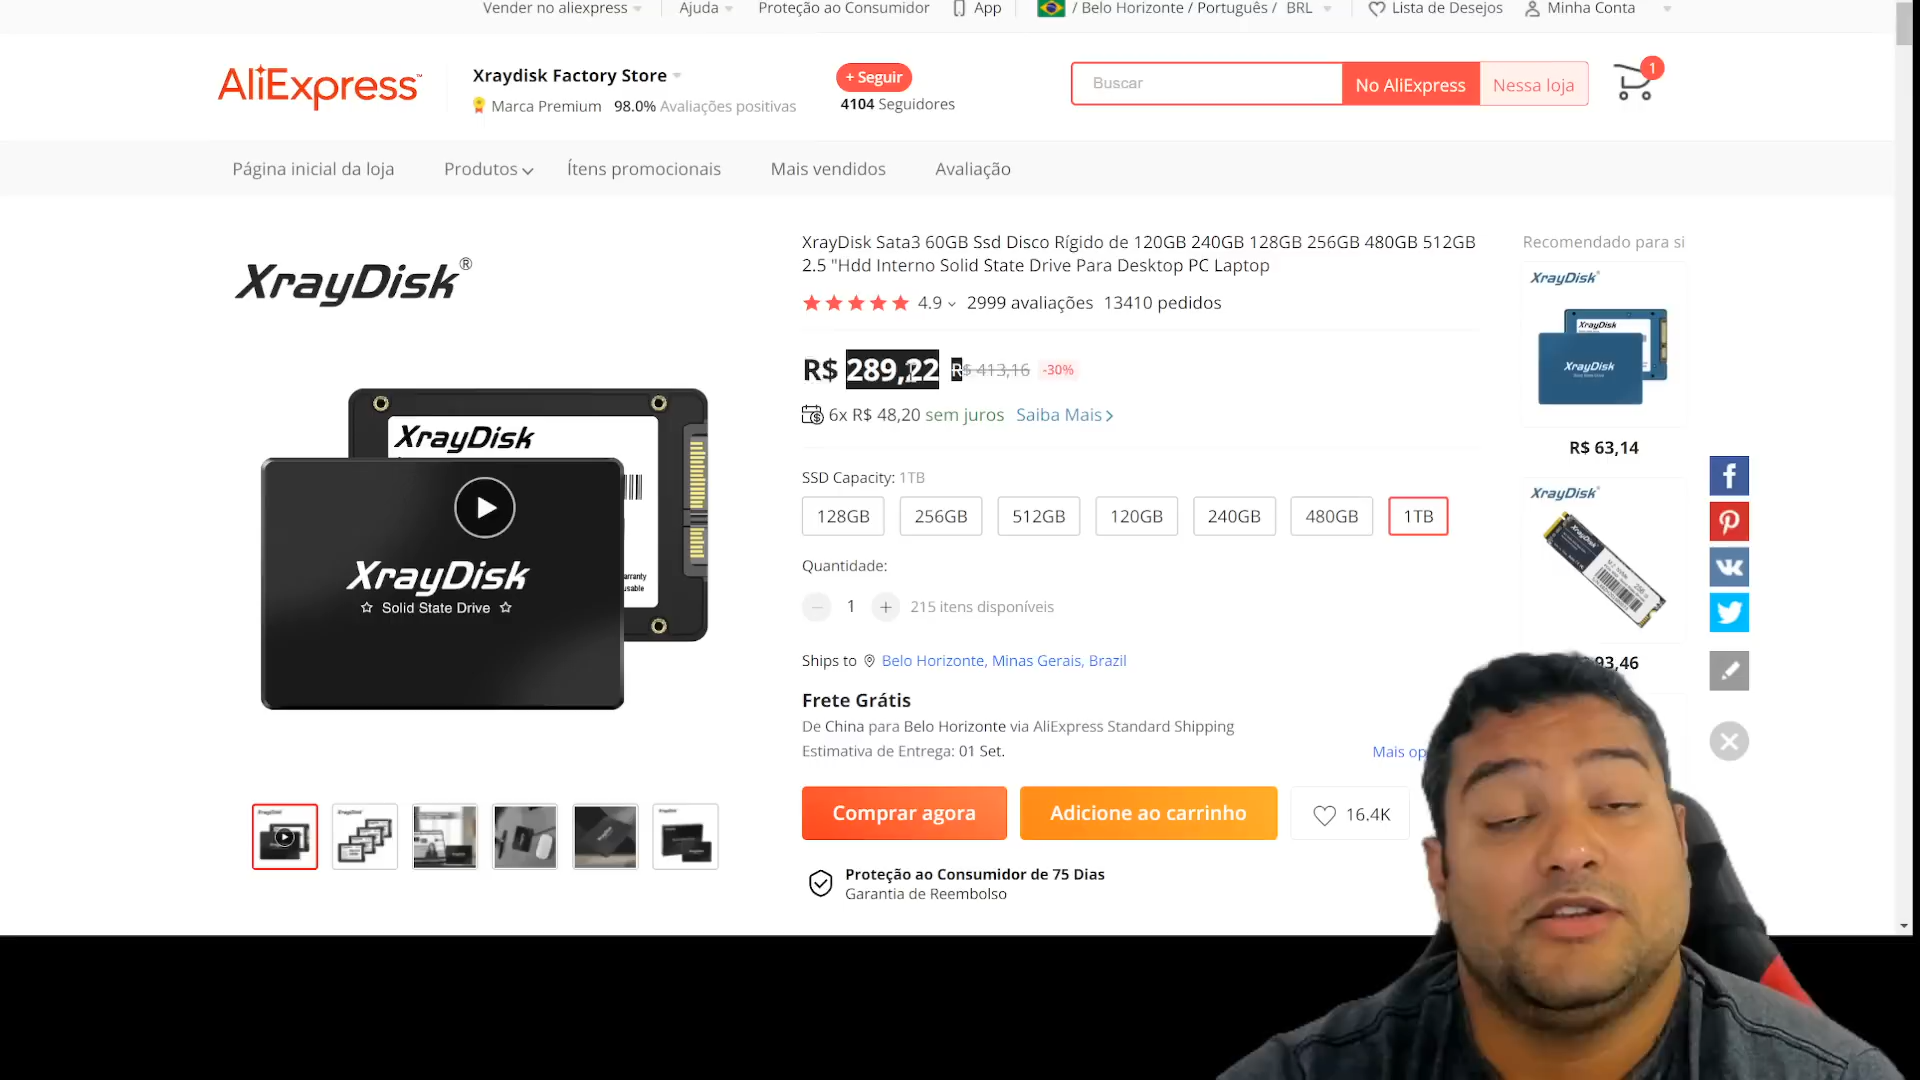 Vender no aliexpress
Ajuda
Proteção ao Consumidor
App
/ Belo Horizonte / Português / BRL
Lista de Desejos
Minha Conta
AliExpress
Xraydisk Factory Store
Marca Premium 98.0% Avaliações positivas
+ Seguir
4104 Seguidores
Buscar
No AliExpress
Nessa loja
1
Página inicial da loja
Produtos
Ítens promocionais
Mais vendidos
Avaliação
XrayDisk®
XrayDisk
XrayDisk
Solid State Drive
XrayDisk Sata3 60GB Ssd Disco Rígido de 120GB 240GB 128GB 256GB 480GB 512GB
2.5 "Hdd Interno Solid State Drive Para Desktop PC Laptop
4.9 2999 avaliações 13410 pedidos
R$ 289,22 R$ 413,16 -30%
6x R$ 48,20 sem juros Saiba Mais
SSD Capacity: 1TB
128GB
256GB
512GB
120GB
240GB
480GB
1TB
Quantidade:
1
215 itens disponíveis
Ships to Belo Horizonte, Minas Gerais, Brazil
Frete Grátis
De China para Belo Horizonte via AliExpress Standard Shipping
Estimativa de Entrega: 01 Set.
Mais op
Comprar agora
Adicione ao carrinho
16.4K
Proteção ao Consumidor de 75 Dias
Garantia de Reembolso
Recomendado para si
XrayDisk
XrayDisk
XrayDisk
R$ 63,14
XrayDisk
93,46